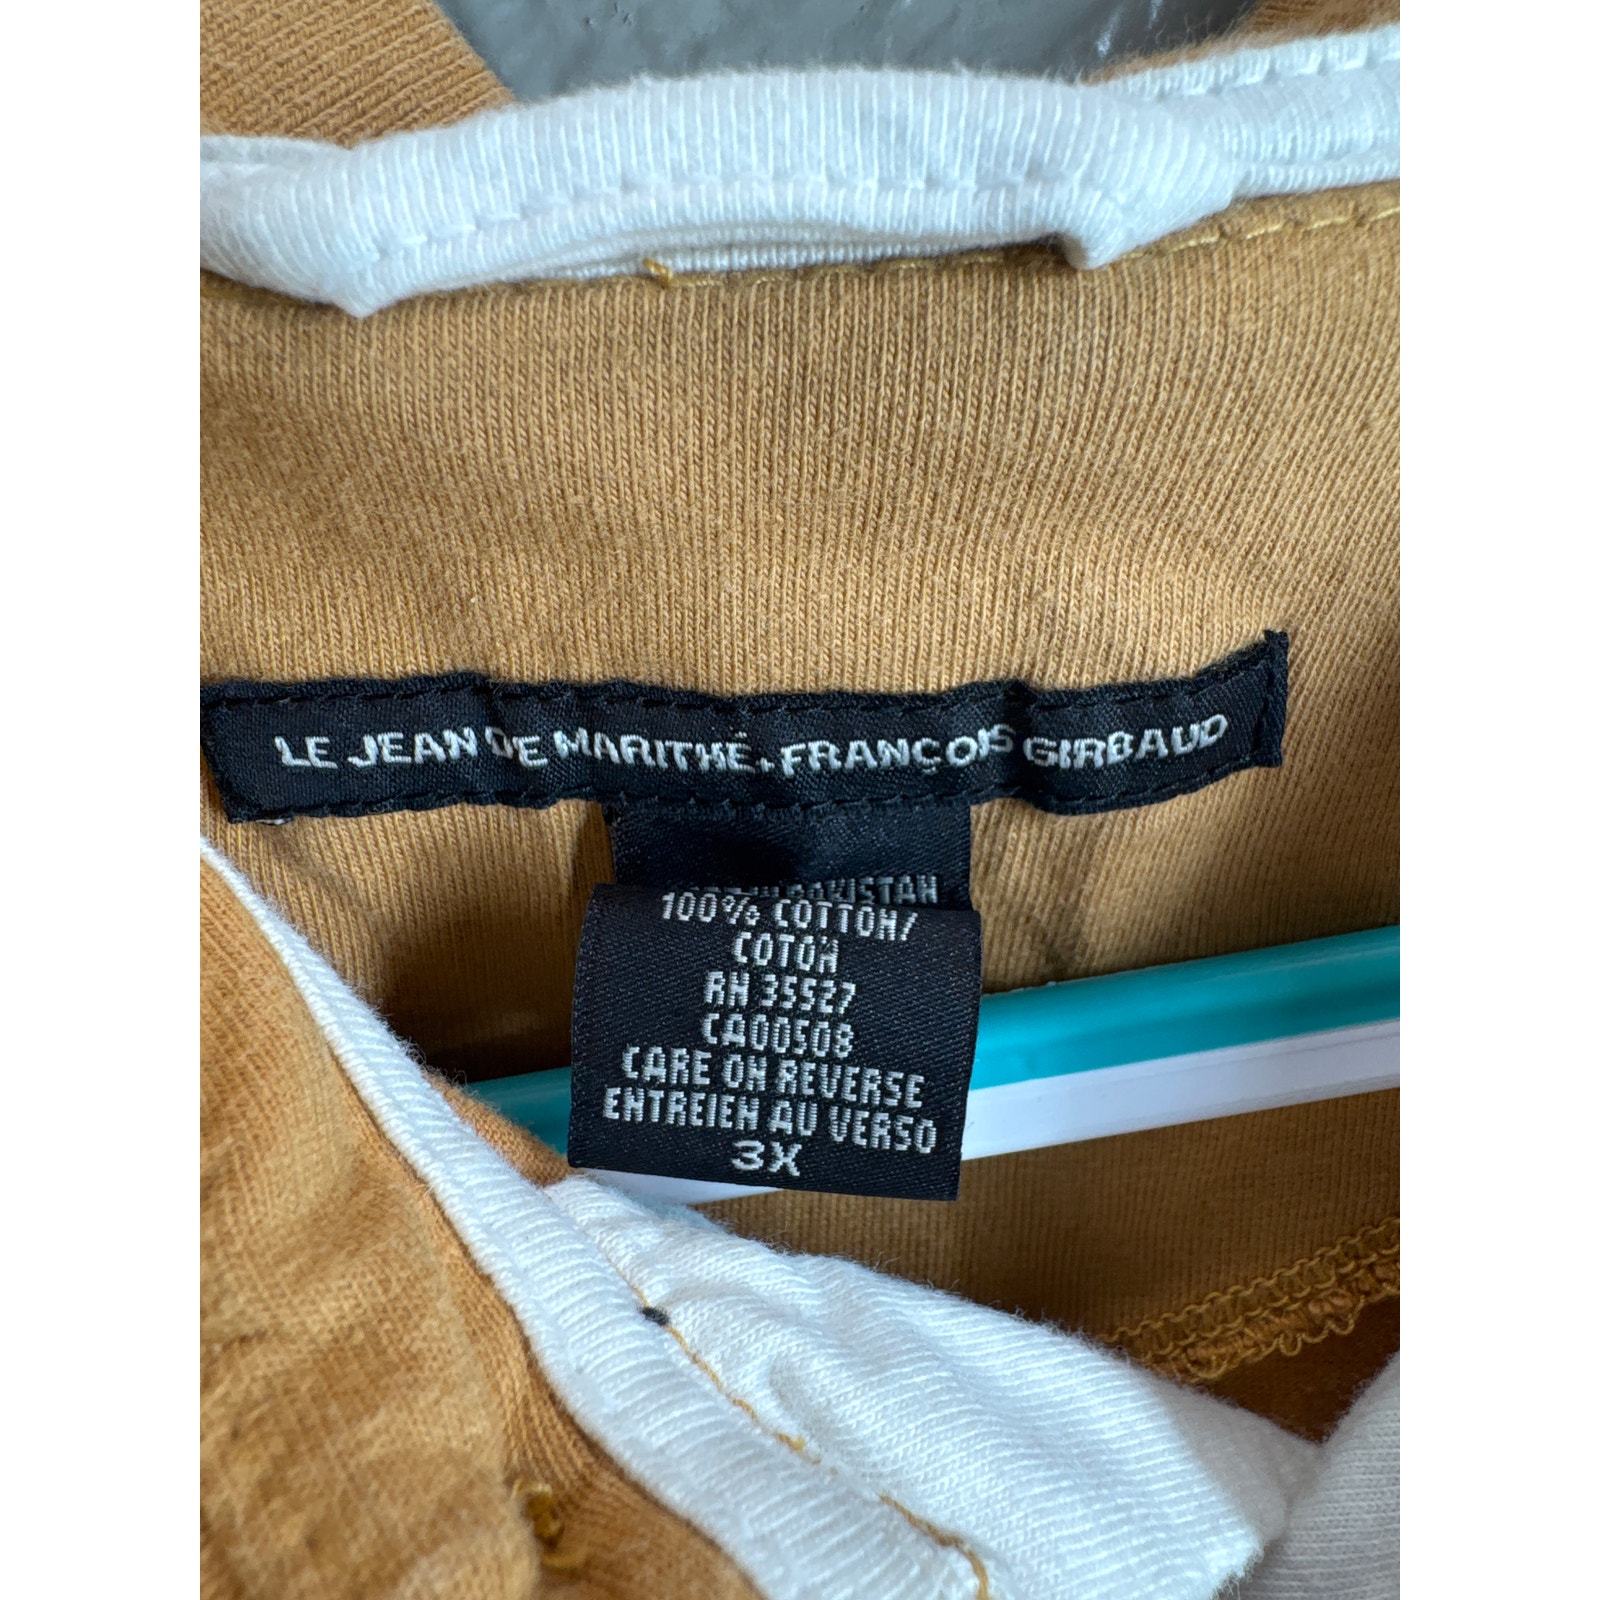 LE JEAN DE MARITHÉ + FRANÇOIS GIRBAUD
PAKISTAN
100% COTTON/
COTON
RN 35527
CA00508
CARE ON REVERSE
ENTREIEN AU VERSO
3X